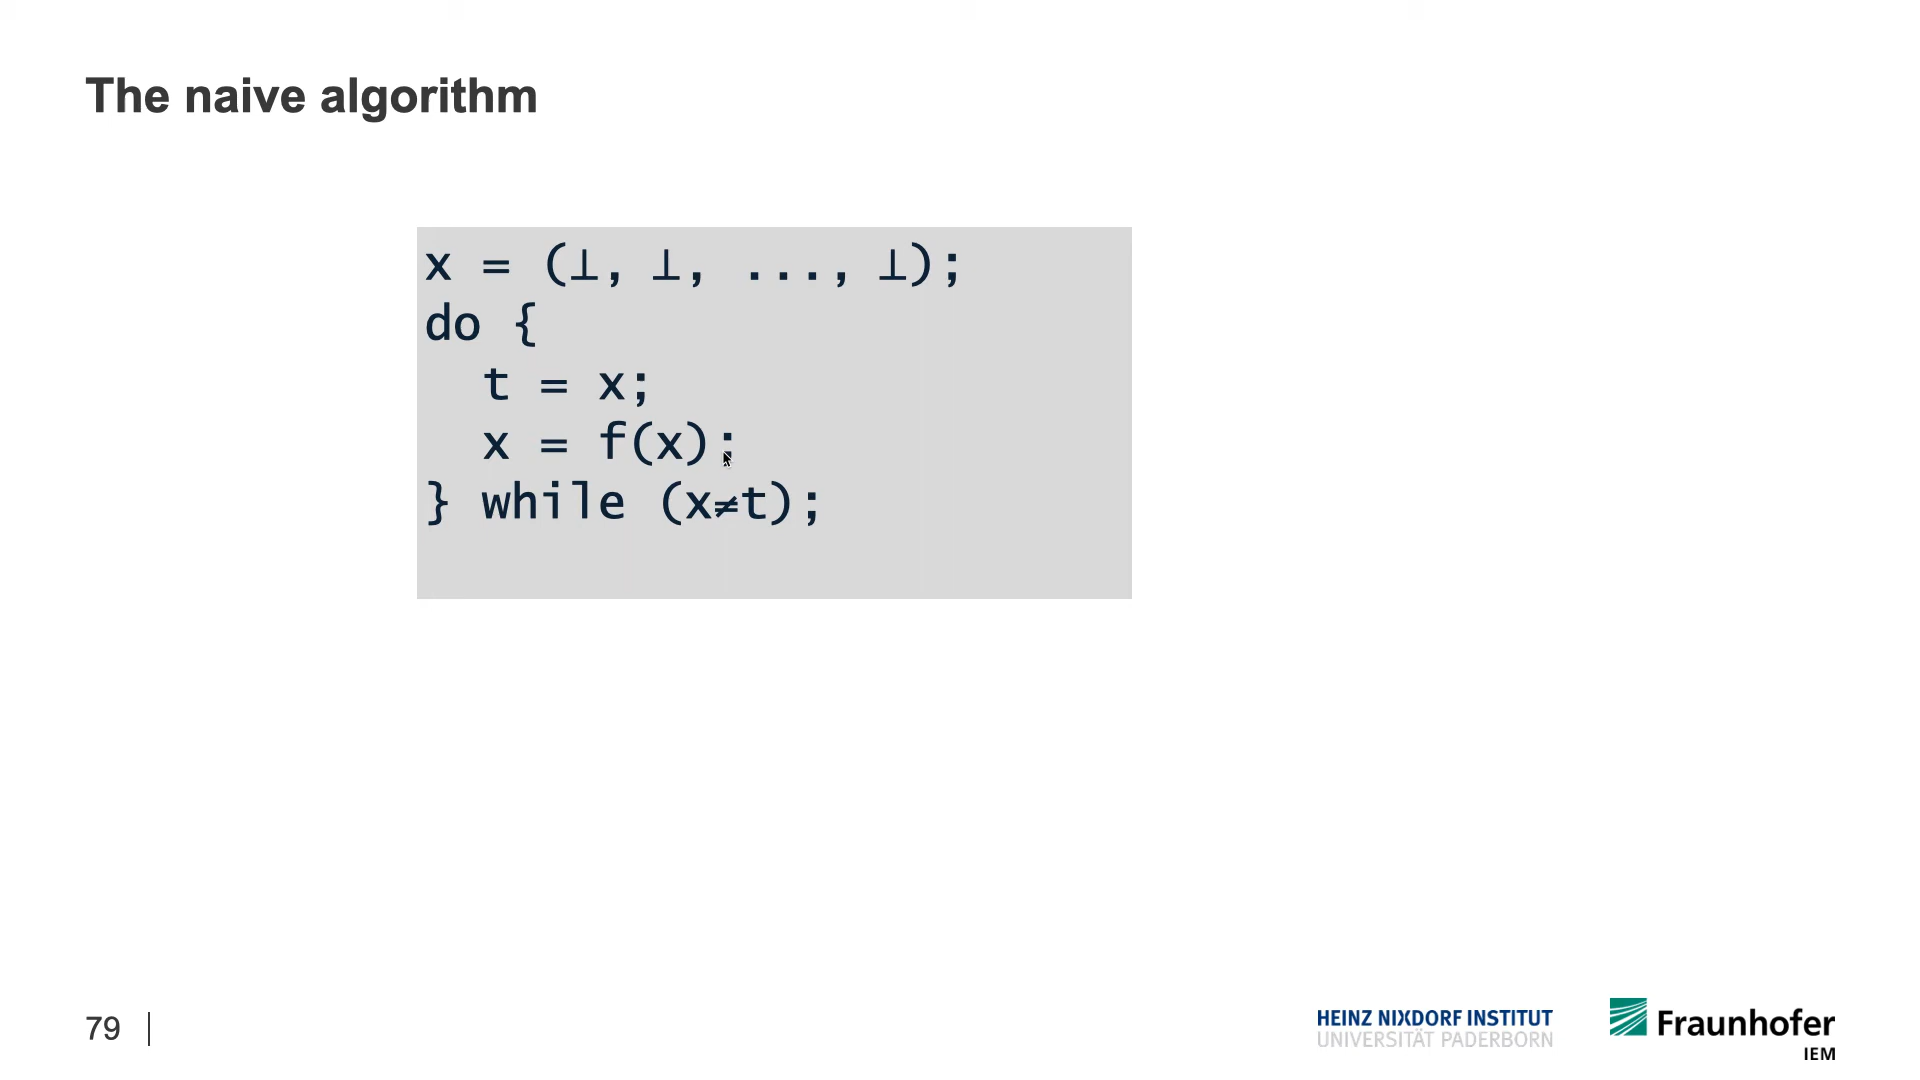 The naive algorithm
x = (⊥, ⊥, ..., ⊥);
do {
  t = x;
  x = f(x);
} while (x≠t);
79
HEINZ NIXDORF INSTITUT
UNIVERSITÄT PADERBORN
Fraunhofer
IEM